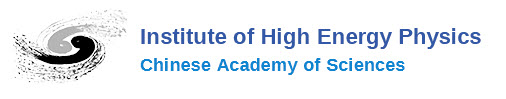 Institute of High Energy Physics
Chinese Academy of Sciences